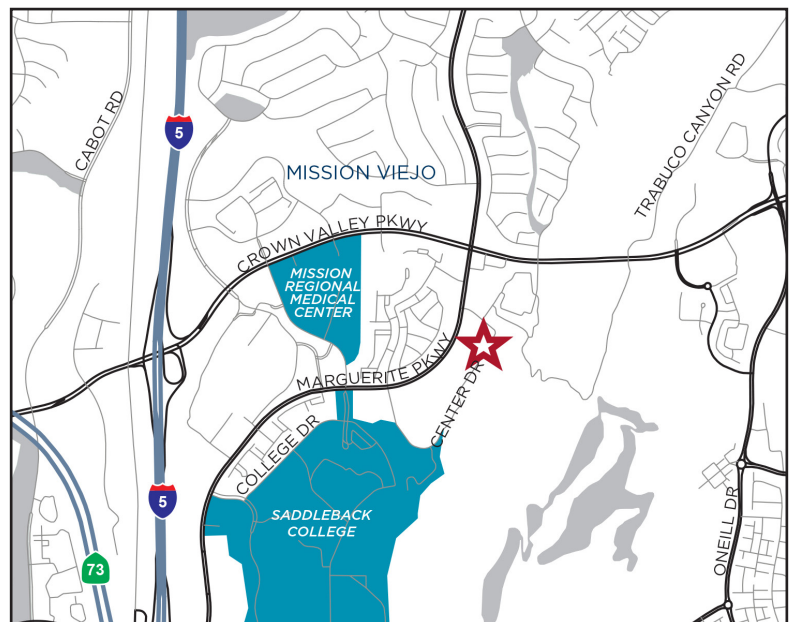 CABOT RD
5
TRABUCO CANYON RD
MISSION VIEJO
CROWN VALLEY PKWY
MISSION
REGIONAL
MEDICAL
CENTER
MARGUERITE PKWY
CENTER DR
COLLEGE DR
5
SADDLEBACK
COLLEGE
ONEILL DR
73